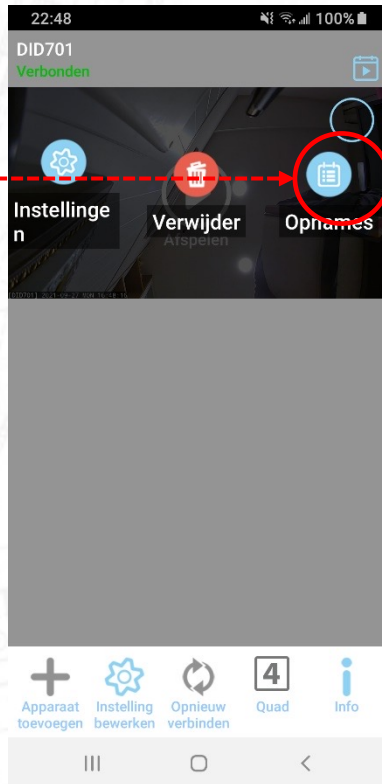 22:48
100%
DID701
Verbonden
Instellinge
n
Verwijder
Opnames
Afspelen
4
Apparaat
toevoegen
Instelling
bewerken
Opnieuw
verbinden
Quad
Info